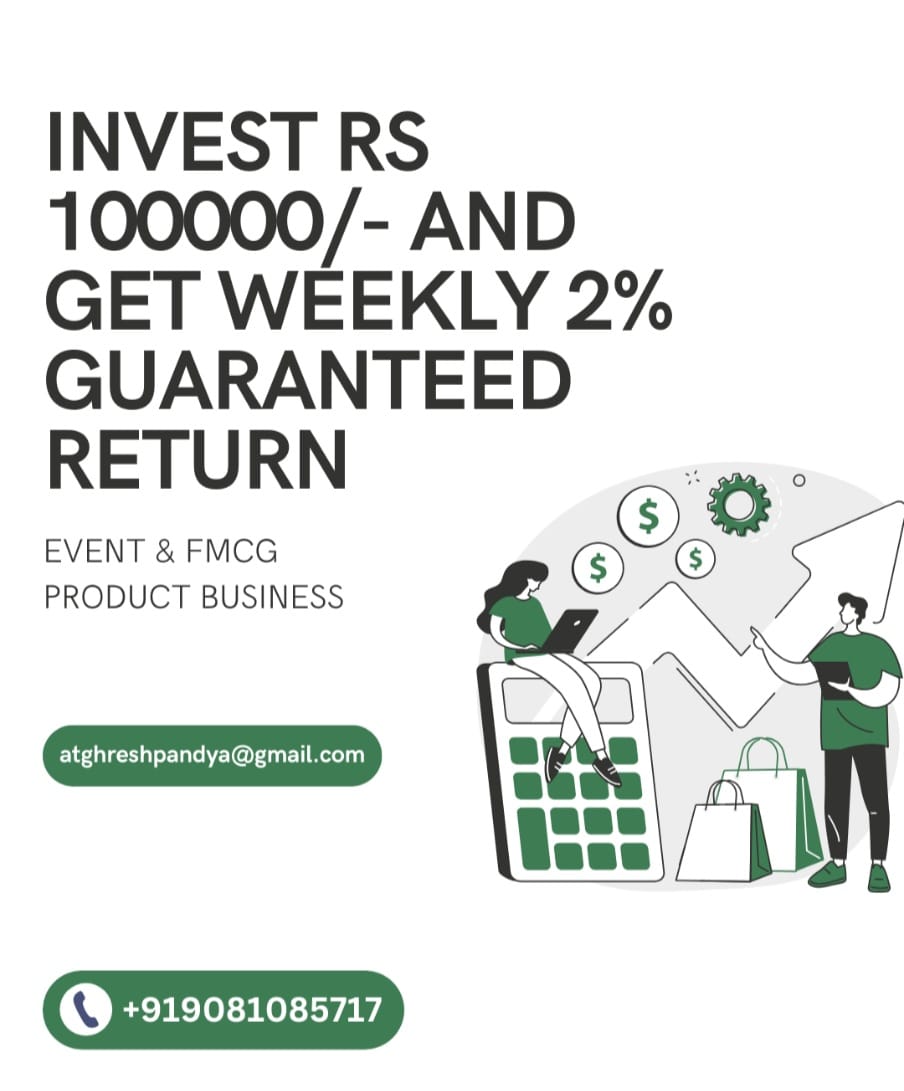 INVEST RS
100000/- AND
GET WEEKLY 2%
GUARANTEED
RETURN
EVENT & FMCG
PRODUCT BUSINESS
$
$
$
atghreshpandya@gmail.com
+919081085717